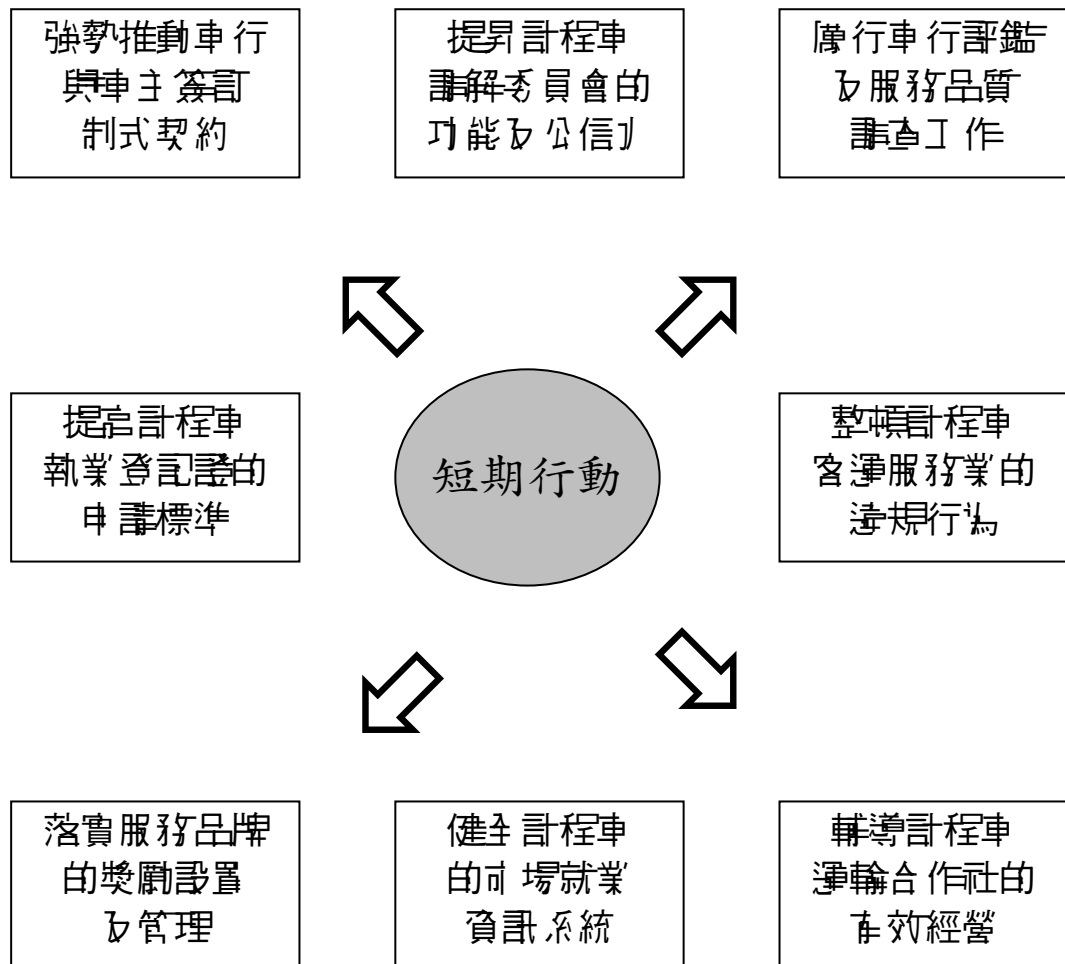 強勢推動車行
與車主簽訂
制式契約
提昇計程車
調解委員會的
功能及公信力
厲行車行評鑑
及服務品質
調查工作
提高計程車
執業登記證的
申請標準
短期行動
整頓計程車
客運服務業的
違規行為
落實服務品牌
的獎勵設置
及管理
健全計程車
的市場就業
資訊系統
輔導計程車
運輸合作社的
有效經營